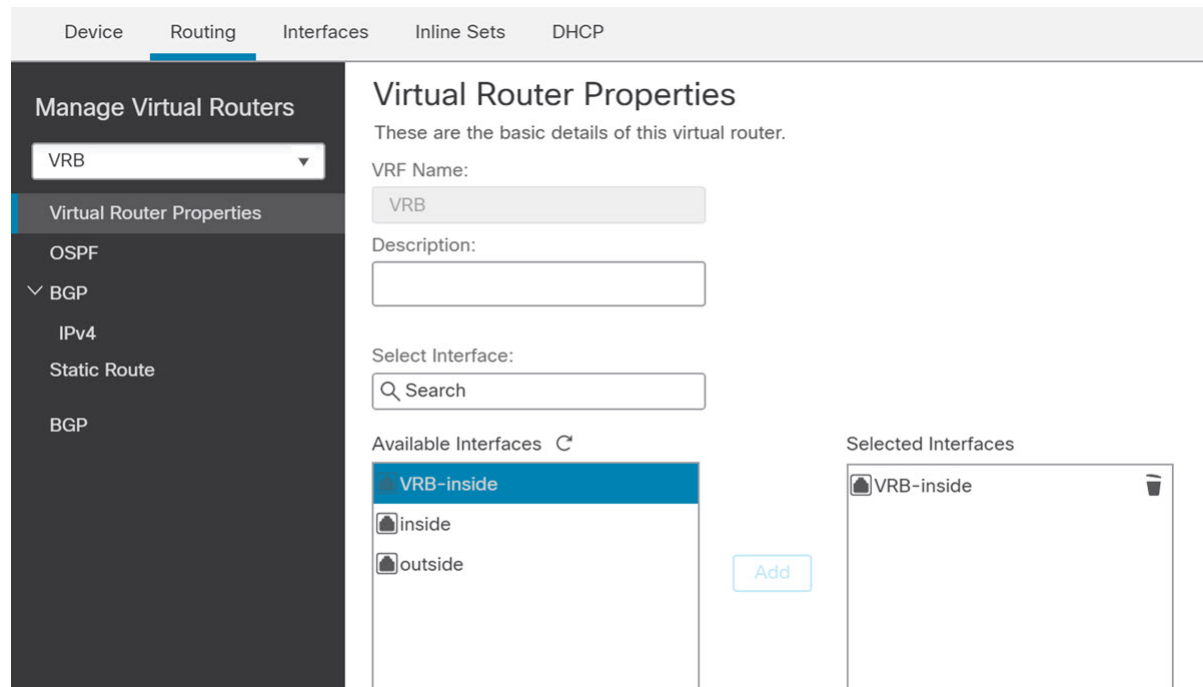 Device Routing Interfaces Inline Sets DHCP
Manage Virtual Routers
VRB
Virtual Router Properties
OSPF
BGP
IPv4
Static Route
BGP
Virtual Router Properties
These are the basic details of this virtual router.
VRF Name:
VRB
Description:
Select Interface:
Search
Available Interfaces
VRB-inside
inside
outside
Add
Selected Interfaces
VRB-inside